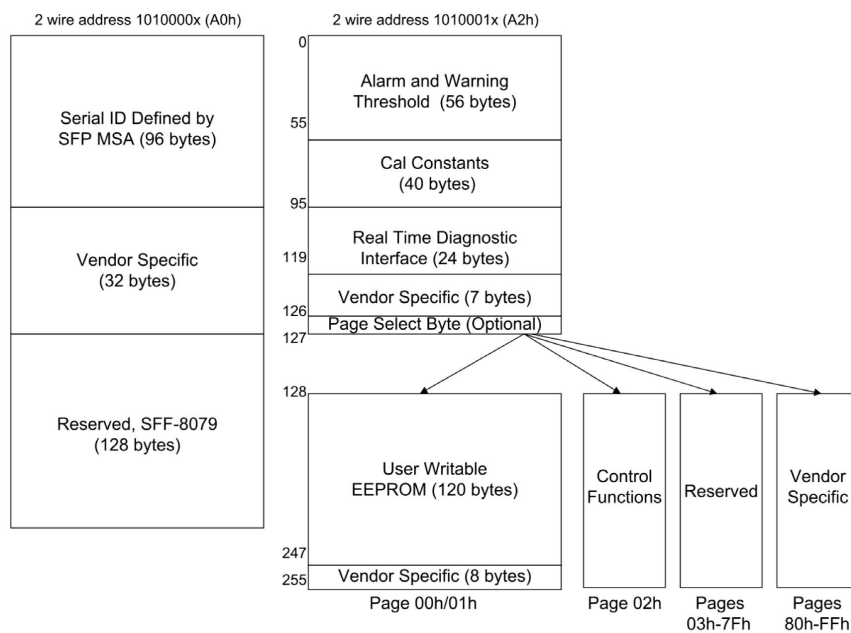 2 wire address 1010000x (A0h)
Serial ID Defined by
SFP MSA (96 bytes)
Vendor Specific
(32 bytes)
Reserved, SFF-8079
(128 bytes)
2 wire address 1010001x (A2h)
0
Alarm and Warning
Threshold (56 bytes)
55
Cal Constants
(40 bytes)
95
Real Time Diagnostic
Interface (24 bytes)
119
Vendor Specific (7 bytes)
126
Page Select Byte (Optional)
127
128
User Writable
EEPROM (120 bytes)
247
Vendor Specific (8 bytes)
255
Page 00h/01h
Control
Functions
Page 02h
Reserved
Pages
03h-7Fh
Vendor
Specific
Pages
80h-FFh